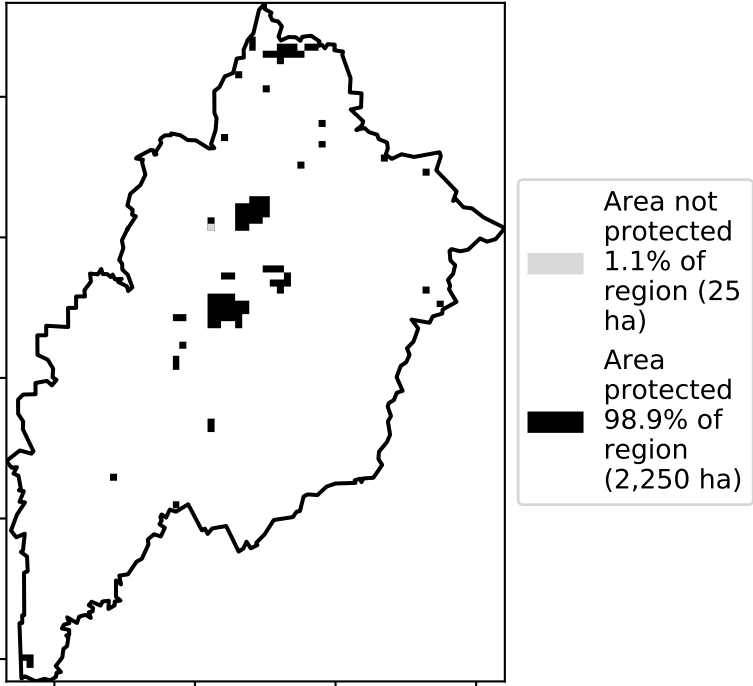 Area not
protected
1.1% of
region (25
ha)
Area
protected
98.9% of
region
(2,250 ha)